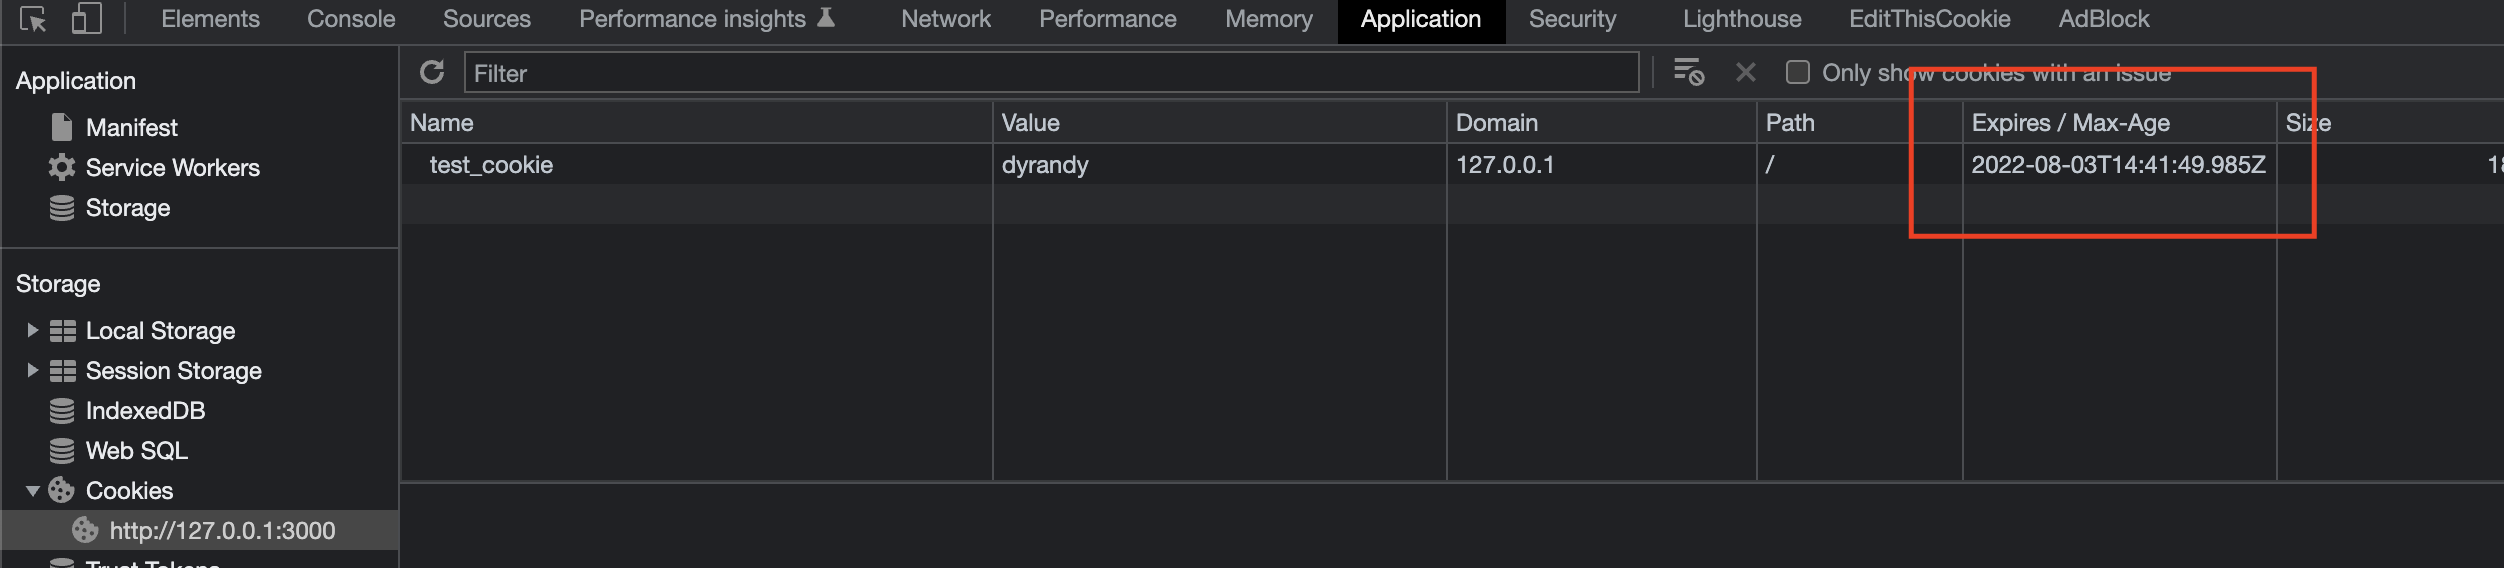 Elements Console Sources Performance insights Network Performance Memory Application Security Lighthouse EditThisCookie AdBlock
Application
Manifest
Service Workers
Storage
Storage
Local Storage
Session Storage
IndexedDB
Web SQL
Cookies
http://127.0.0.1:3000
Trust Tokens
Filter Only show cookies with an issue
Name Value Domain Path Expires / Max-Age Size
test_cookie dyrandy 127.0.0.1 / 2022-08-03T14:41:49.985Z 18